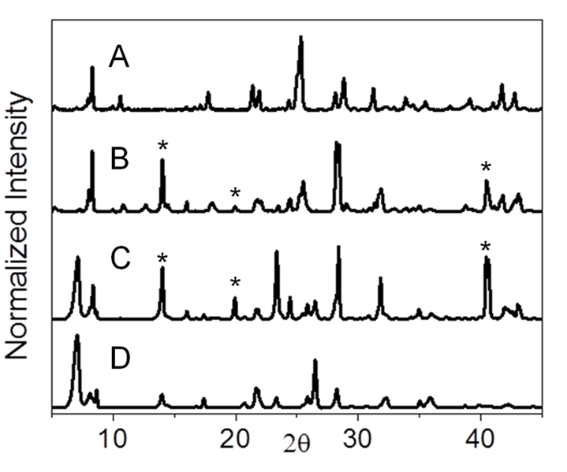 Normalized Intensity
A
B
* * *
C
* * *
D
10 20 2θ 30 40